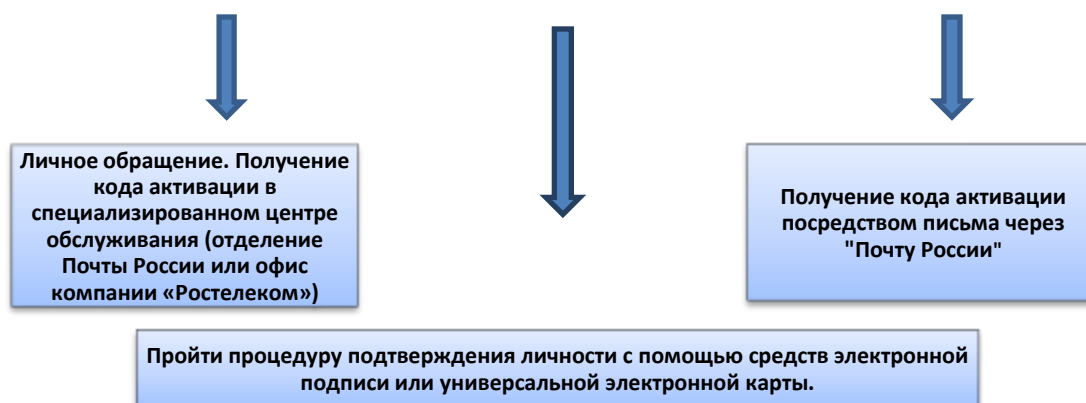 Личное обращение. Получение
кода активации в
специализированном центре
обслуживания (отделение
Почты России или офис
компании «Ростелеком»)
Получение кода активации
посредством письма через
"Почту России"
Пройти процедуру подтверждения личности с помощью средств электронной
подписи или универсальной электронной карты.